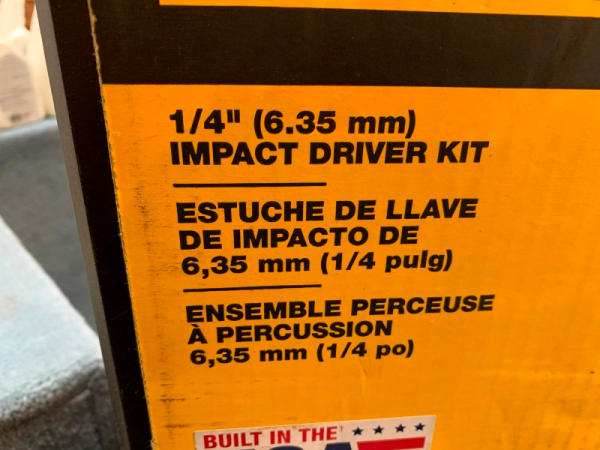 1/4" (6.35 mm)
IMPACT DRIVER KIT
ESTUCHE DE LLAVE
DE IMPACTO DE
6,35 mm (1/4 pulg)
ENSEMBLE PERCEUSE
À PERCUSSION
6,35 mm (1/4 po)
BUILT IN THE
USA